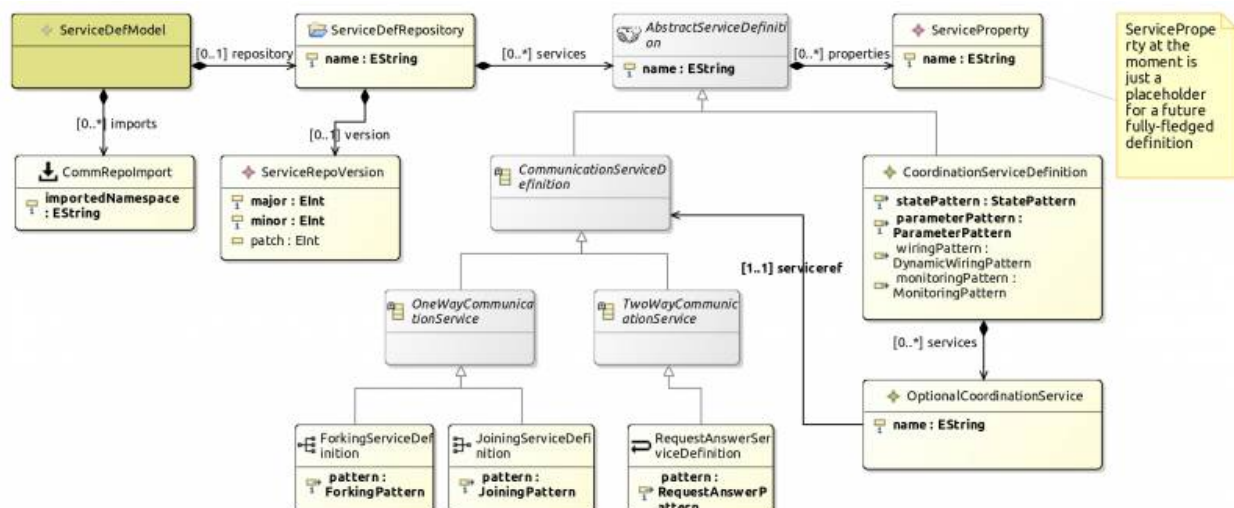 ServiceDefModel
[0..1] repository
[0..*] imports
CommRepoImport
importedNamespace
: EString
ServiceDefRepository
name : EString
[0..*] services
[0..1] version
ServiceRepoVersion
major : EInt
minor : EInt
patch : EInt
AbstractServiceDefiniti
on
name : EString
[0..*] properties
ServiceProperty
name : EString
ServicePrope
rty at the
moment is
just a
placeholder
for a future
fully-fledged
definition
CommunicationServiceD
efinition
CoordinationServiceDefinition
statePattern : StatePattern
parameterPattern :
ParameterPattern
wiringPattern :
DynamicWiringPattern
monitoringPattern :
MonitoringPattern
[1..1] serviceref
OneWayCommunica
tionService
TwoWayCommunic
ationService
[0..*] services
OptionalCoordinationService
name : EString
ForkingServiceDef
inition
pattern :
ForkingPattern
JoiningServiceDefi
nition
pattern :
JoiningPattern
RequestAnswerSer
viceDefinition
pattern :
RequestAnswerP
attern